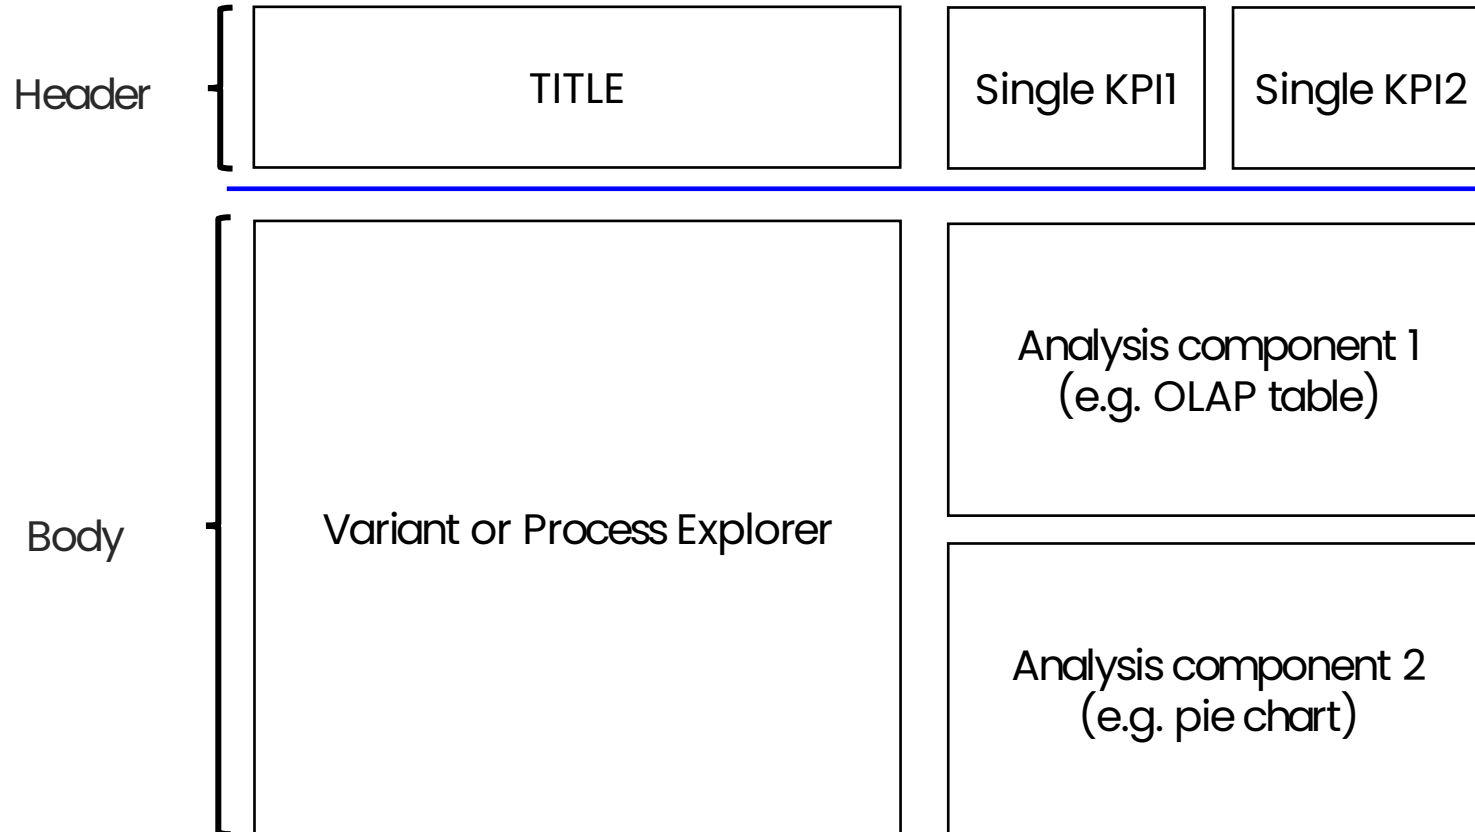 Header
TITLE
Single KPI1
Single KPI2
Body
Variant or Process Explorer
Analysis component 1
(e.g. OLAP table)
Analysis component 2
(e.g. pie chart)